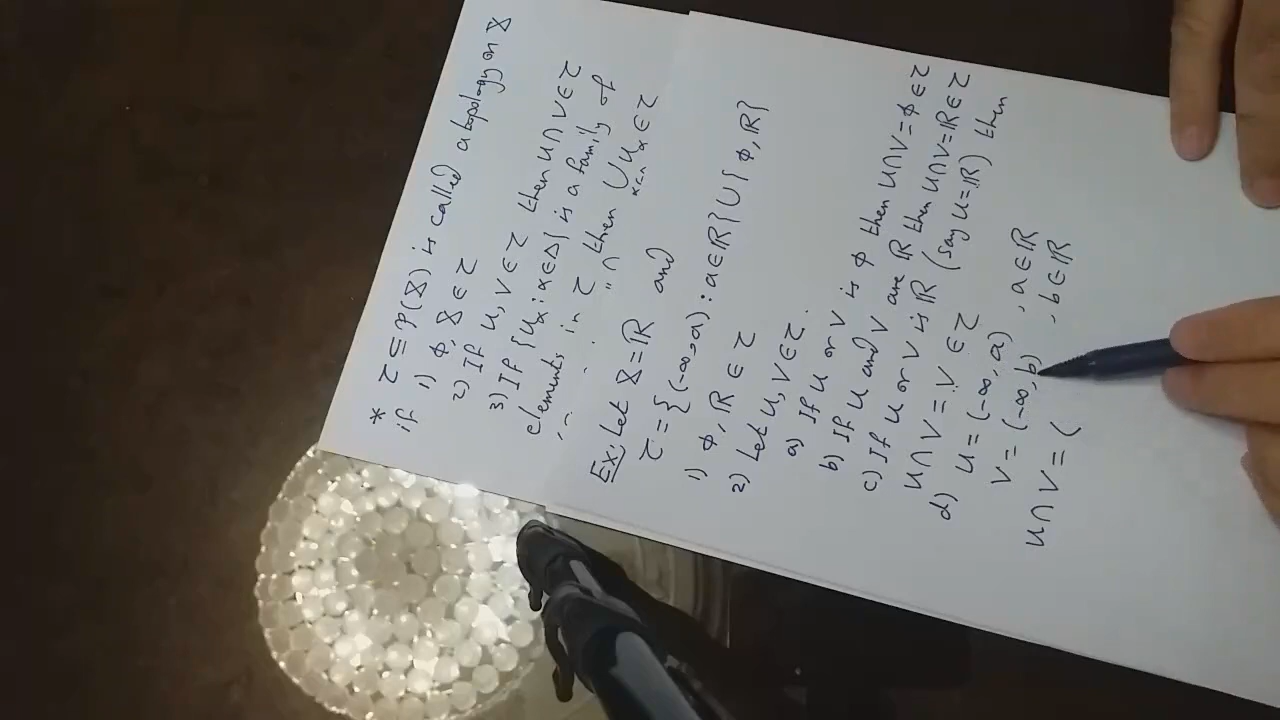 * τ ⊆ P(X) is called a topology on X
if 1) φ, X ∈ τ
2) If U, V ∈ τ then U ∩ V ∈ τ
3) If {Uα : α ∈ Δ} is a family of
elements in τ then ∪ Uα ∈ τ
α∈Λ
Ex: Let X = ℝ and
τ = {(-∞, a) : a ∈ ℝ} ∪ {φ, ℝ}
1) φ, ℝ ∈ τ
2) Let U, V ∈ τ.
a) If U or V is φ then U ∩ V = φ ∈ τ
b) If U and V are ℝ then U ∩ V = ℝ ∈ τ
c) If U or V is ℝ (say U = ℝ) then
U ∩ V = V ∈ τ
d) U = (-∞, a) , a ∈ ℝ
V = (-∞, b) , b ∈ ℝ
U ∩ V = (